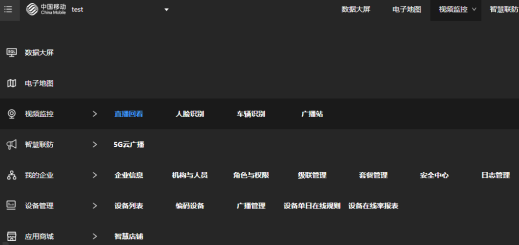 中国移动 China Mobile test 数据大屏 电子地图 视频监控 智慧联防
数据大屏
电子地图
视频监控 直播回看 人脸识别 车辆识别 广播站
智慧联防 5G云广播
我的企业 企业信息 机构与人员 角色与权限 级联管理 套餐管理 安全中心 日志管理
设备管理 设备列表 编码设备 广播管理 设备单日在线规则 设备在线率报表
应用商城 智慧店铺